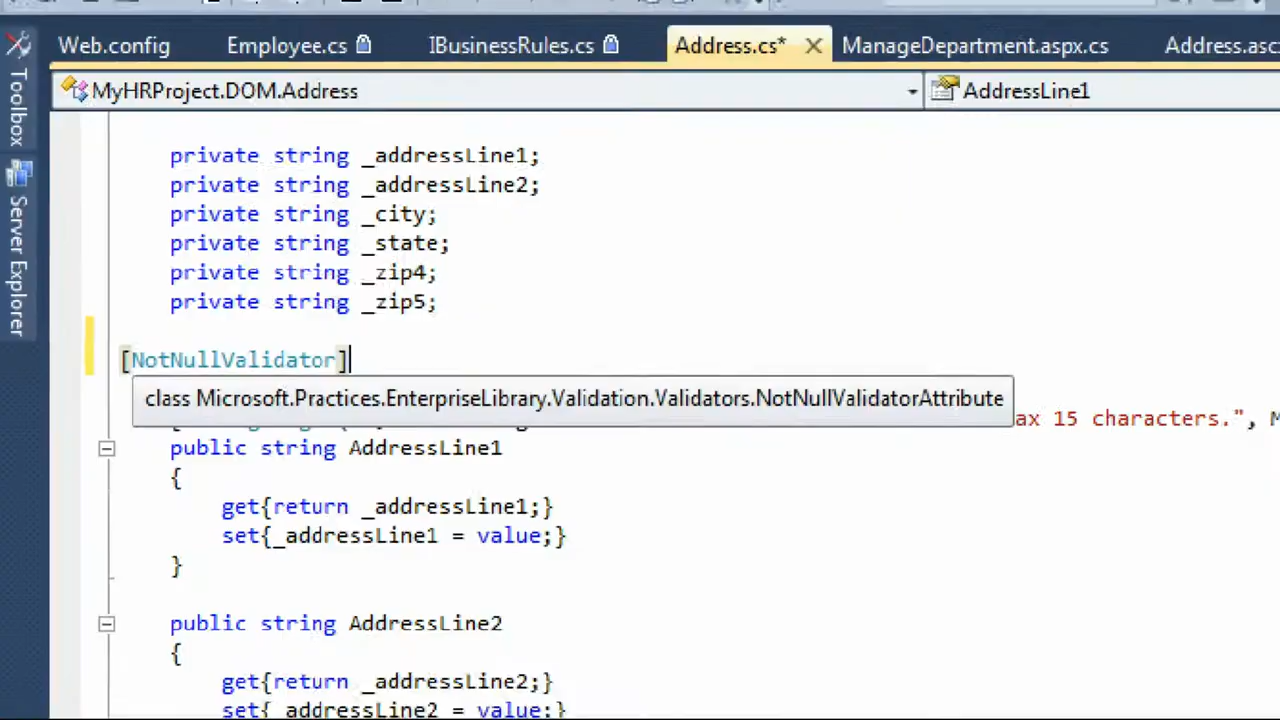 Web.config
Employee.cs
IBusinessRules.cs
Address.cs*
ManageDepartment.aspx.cs
Address.asc
MyHRProject.DOM.Address
AddressLine1
Toolbox
Server Explorer
private string _addressLine1;
private string _addressLine2;
private string _city;
private string _state;
private string _zip4;
private string _zip5;
[NotNullValidator]
class Microsoft.Practices.EnterpriseLibrary.Validation.Validators.NotNullValidatorAttribute
ax 15 characters.", M
public string AddressLine1
{
get{return _addressLine1;}
set{_addressLine1 = value;}
}
public string AddressLine2
{
get{return _addressLine2;}
set{_addressLine2 = value;}